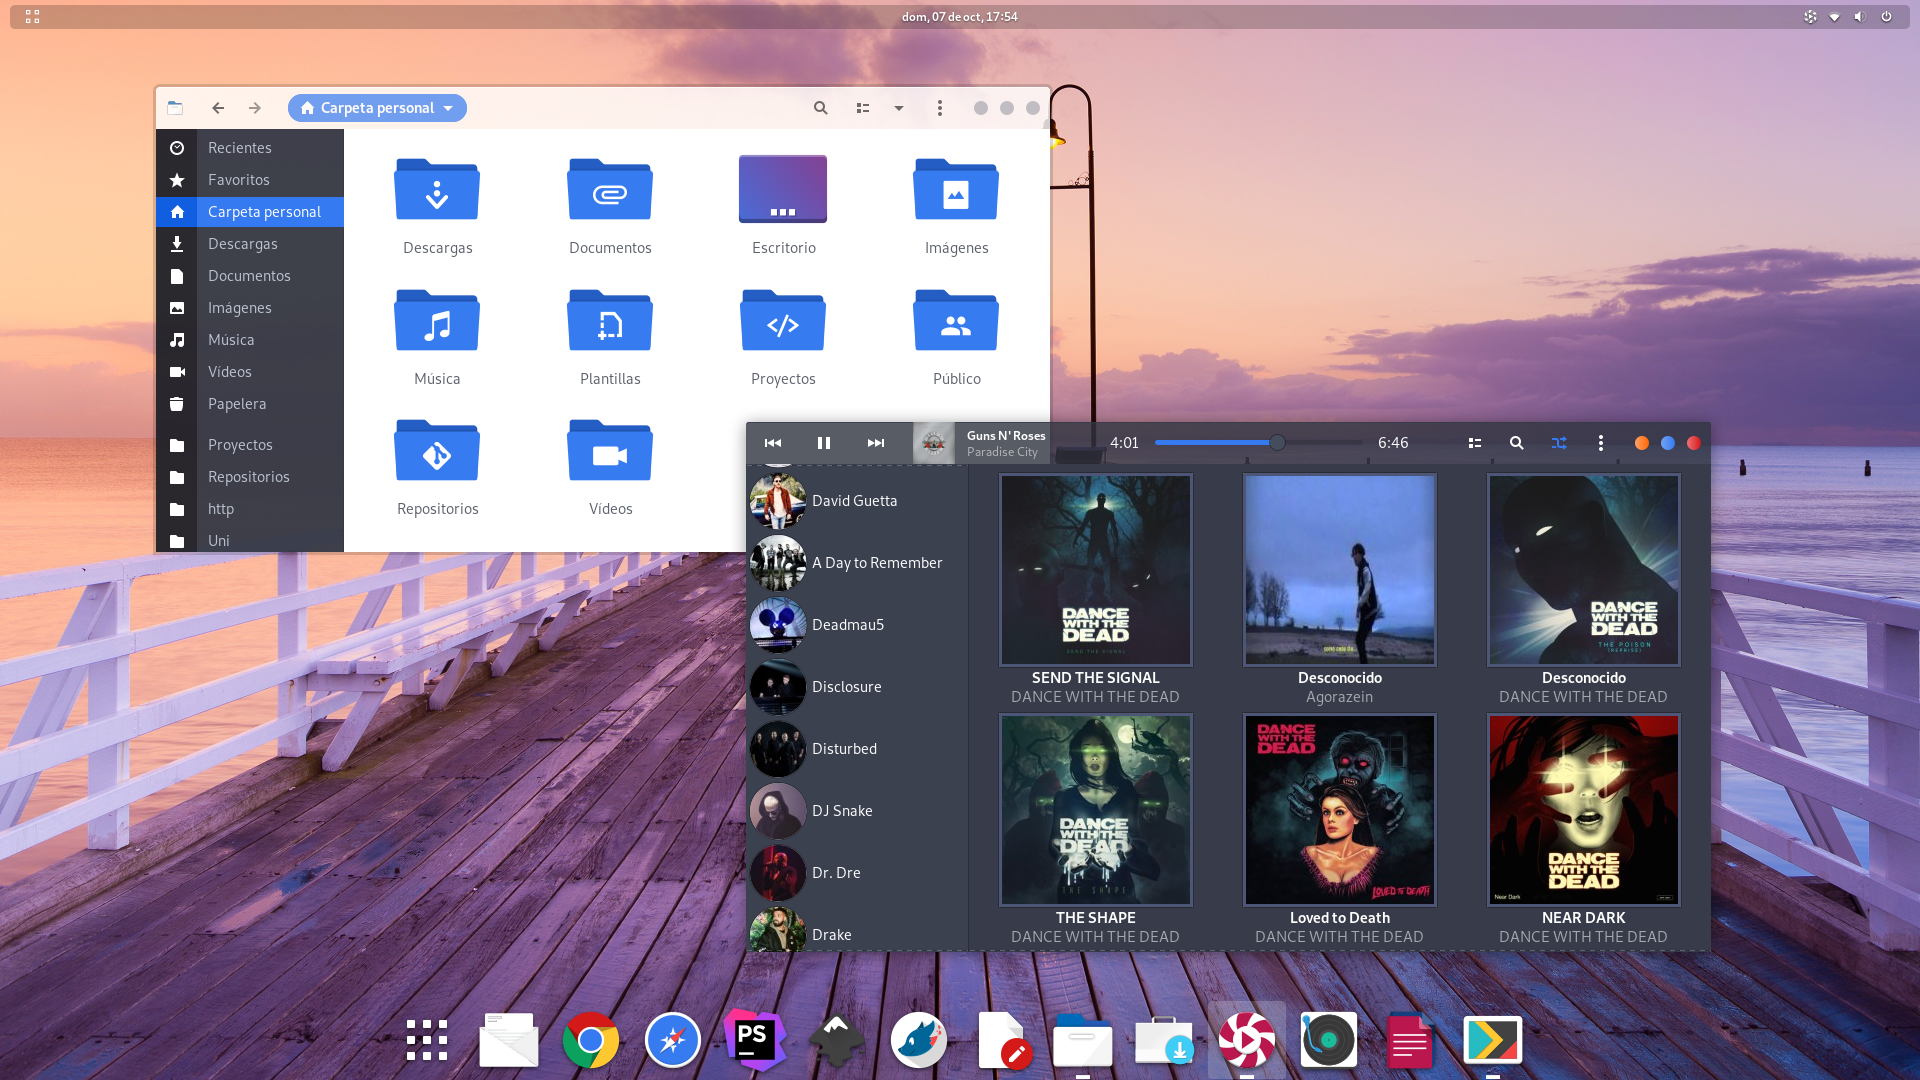 dom, 07 de oct, 17:54
Carpeta personal
Recientes
Favoritos
Carpeta personal
Descargas
Documentos
Imágenes
Música
Vídeos
Papelera
Proyectos
Repositorios
http
Uni
Descargas
Documentos
Escritorio
Imágenes
Música
Plantillas
Proyectos
Público
Repositorios
Vídeos
Guns N' Roses
Paradise City
4:01
6:46
David Guetta
A Day to Remember
Deadmau5
Disclosure
Disturbed
DJ Snake
Dr. Dre
Drake
DANCE
WITH THE
DEAD
SEND THE SIGNAL
SEND THE SIGNAL
DANCE WITH THE DEAD
Desconocido
Agorazein
DANCE
WITH THE
DEAD
THE POISON
(REPRISE)
Desconocido
DANCE WITH THE DEAD
DANCE
WITH THE
DEAD
THE SHAPE
THE SHAPE
DANCE WITH THE DEAD
DANCE
WITH THE
DEAD
LOVED TO DEATH
Loved to Death
DANCE WITH THE DEAD
DANCE
WITH THE
DEAD
Near Dark
NEAR DARK
DANCE WITH THE DEAD
PS